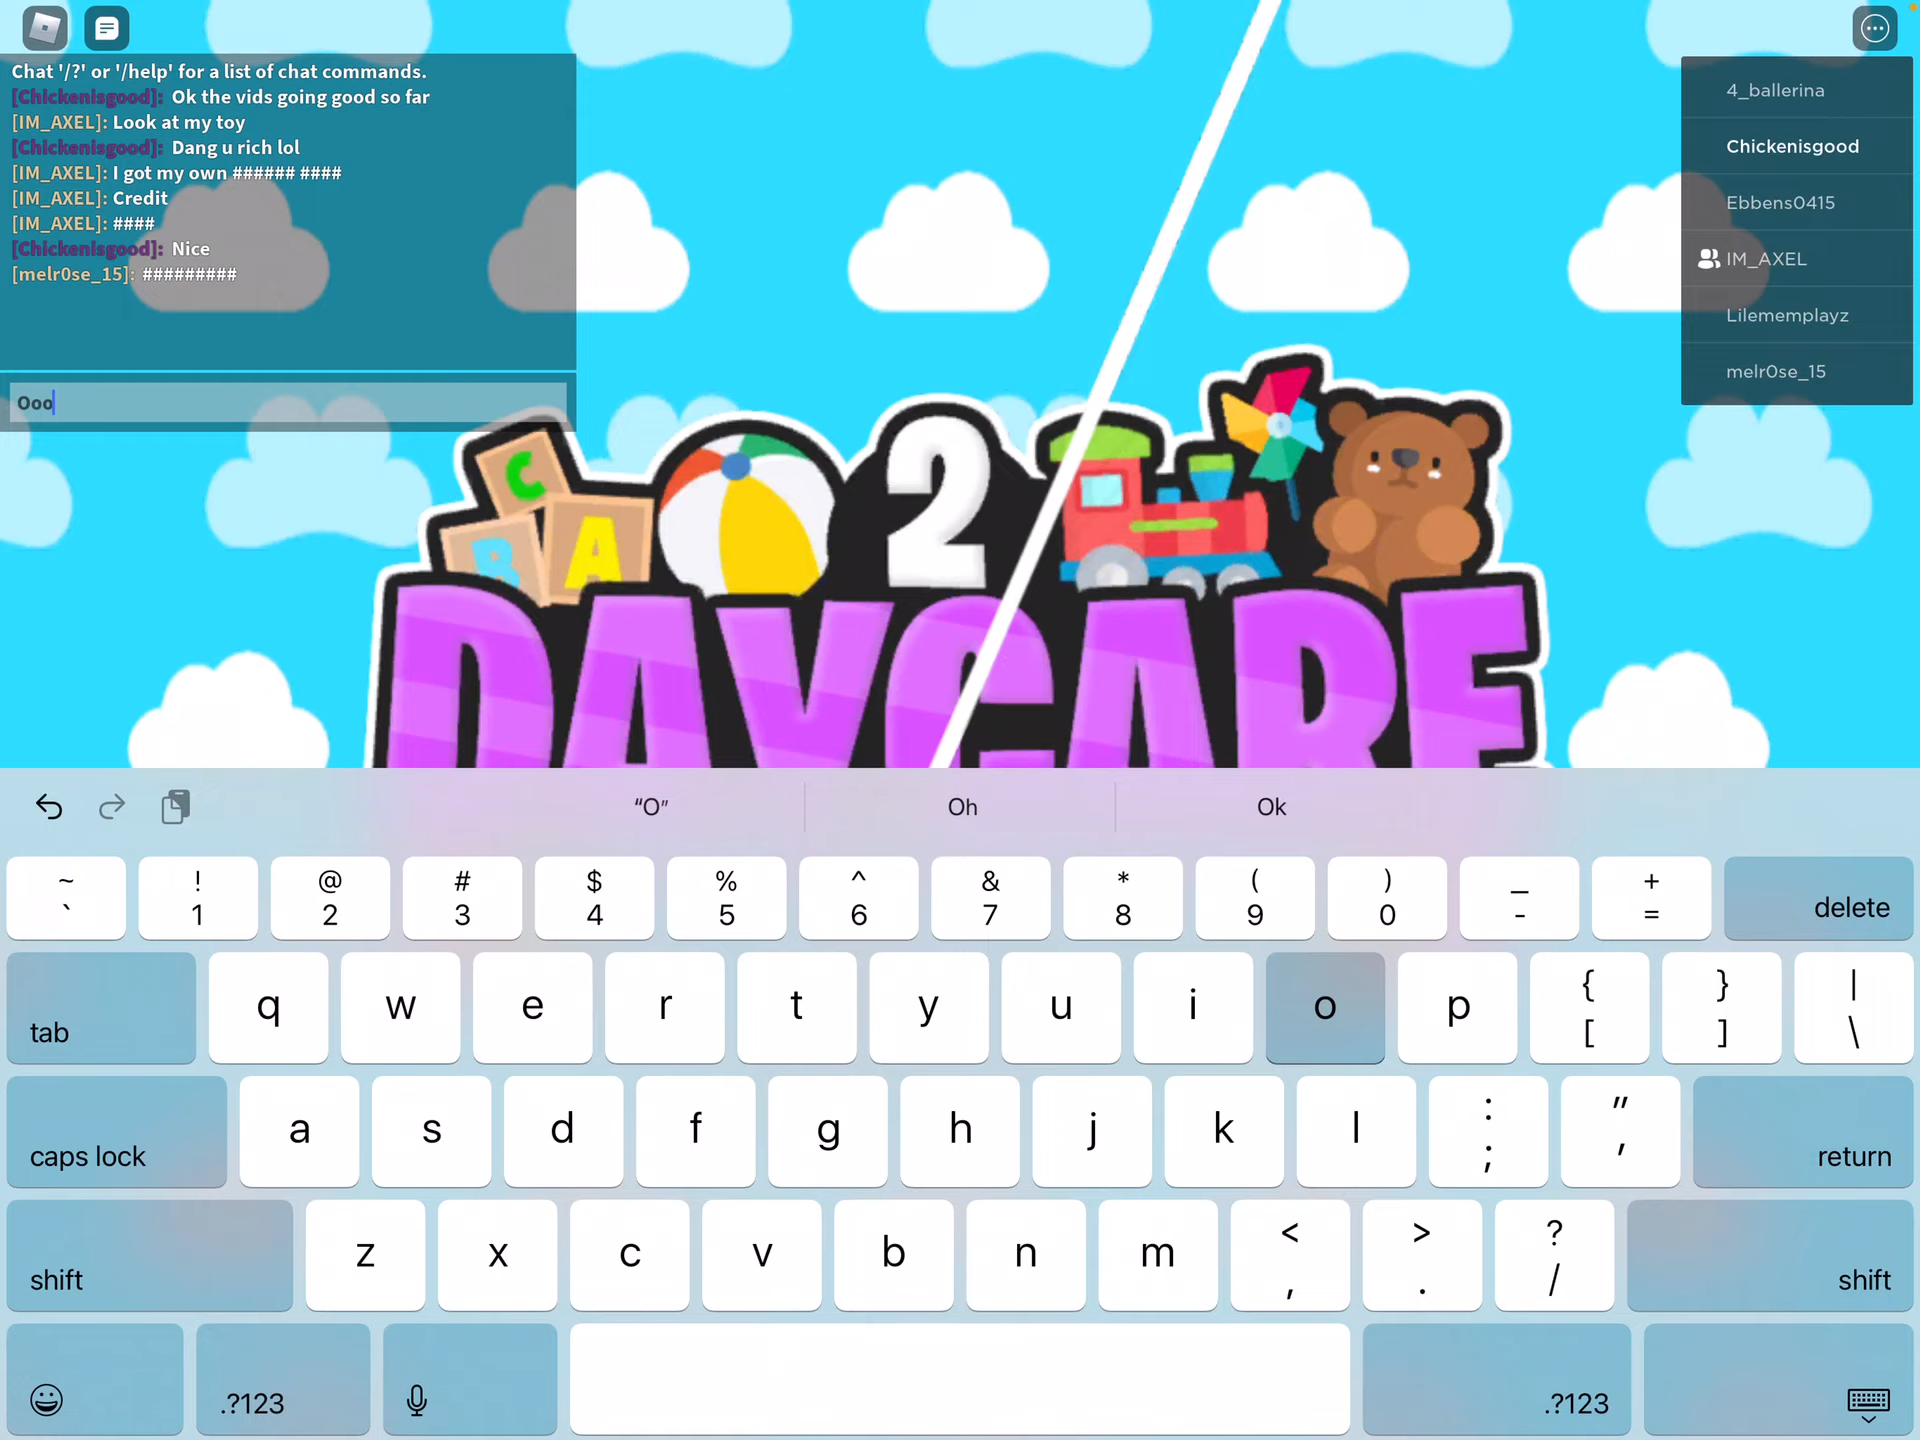 Chat '/?' or '/help' for a list of chat commands.
[Chickenisgood]: Ok the vids going good so far
[IM_AXEL]: Look at my toy
[Chickenisgood]: Dang u rich lol
[IM_AXEL]: I got my own ###### ####
[IM_AXEL]: Credit
[IM_AXEL]: ####
[Chickenisgood]: Nice
[melr0se_15]: #########
Ooo
4_ballerina
Chickenisgood
Ebbens0415
IM_AXEL
Lilememplayz
melr0se_15
C
B A
2
DAYCARE
“O” Oh Ok
~ ! @ # $ % ^ & * ( ) _ +
` 1 2 3 4 5 6 7 8 9 0 - = delete
tab q w e r t y u i o p { [ } ] | \
caps lock a s d f g h j k l : ; " ' return
shift z x c v b n m < , > . ? / shift
.?123 .?123